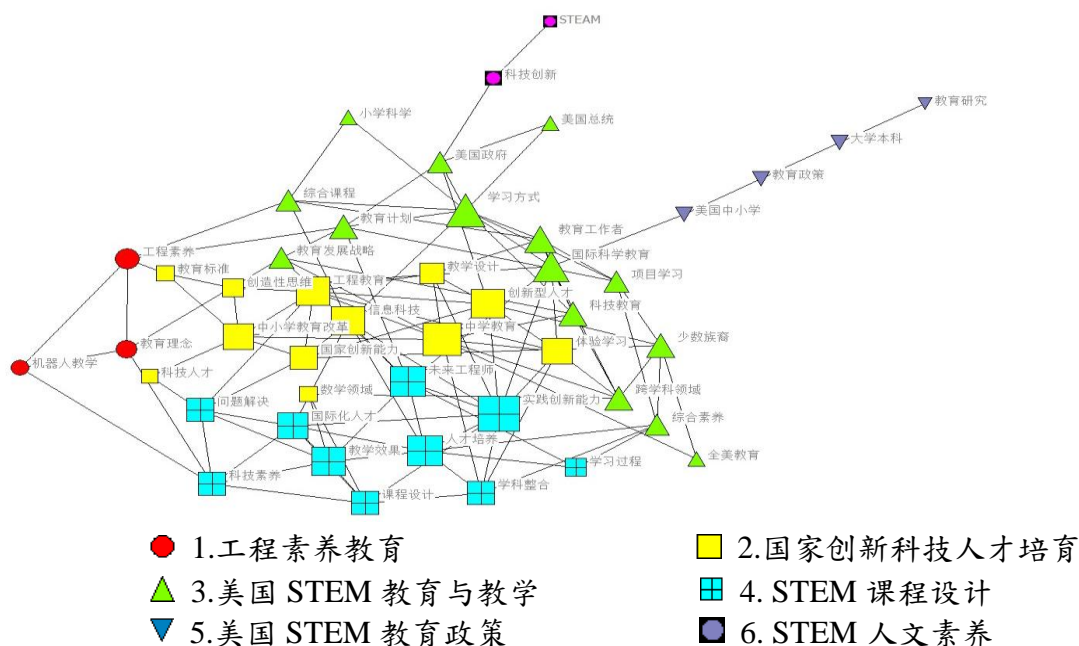 STEAM
科技创新
教育研究
小学科学
美国总统
大学本科
美国政府
教育政策
综合课程
学习方式
美国中小学
教育计划
教育工作者
工程素养
教育发展战略
国际科学教育
教育标准
创造性思维
工程教育
教学设计
项目学习
信息科技
创新型人才
科技教育
中小学教育改革
中学教育
少数族裔
教育理念
国家创新能力
体验学习
机器人教学
科技人才
未来工程师
数学领域
跨学科领域
问题解决
国际化人才
实践创新能力
综合素养
教学效果
人才培养
全美教育
科技素养
学习过程
课程设计
学科整合
1.工程素养教育
2.国家创新科技人才培育
3.美国 STEM 教育与教学
4. STEM 课程设计
5.美国 STEM 教育政策
6. STEM 人文素养